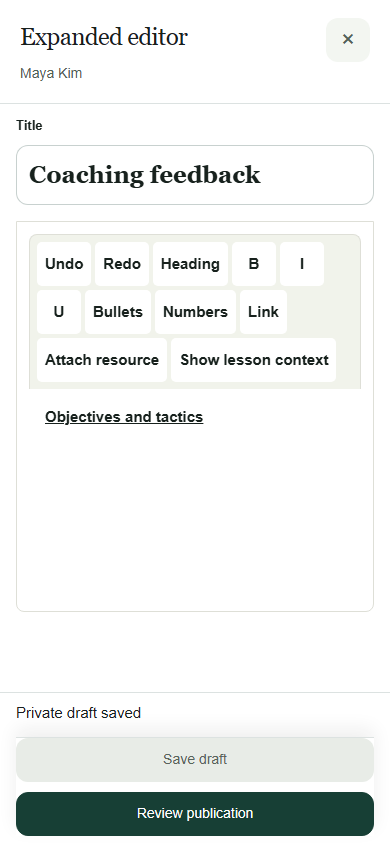 Expanded editor
×
Maya Kim
Title
Coaching feedback
Undo Redo Heading B I
U Bullets Numbers Link
Attach resource Show lesson context
Objectives and tactics
Private draft saved
Save draft
Review publication